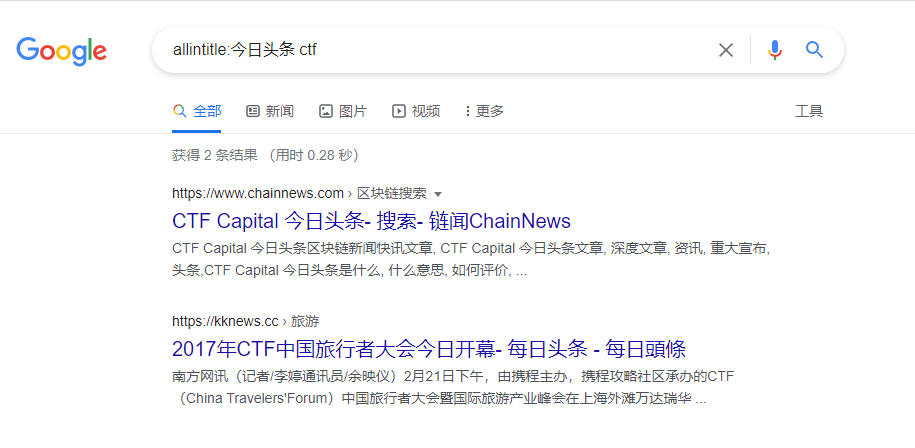 Google
allintitle:今日头条 ctf
全部 新闻 图片 视频 更多 工具
获得 2 条结果 （用时 0.28 秒）
https://www.chainnews.com › 区块链搜索
CTF Capital 今日头条- 搜索- 链闻ChainNews
CTF Capital 今日头条区块链新闻快讯文章, CTF Capital 今日头条文章, 深度文章, 资讯, 重大宣布,
头条,CTF Capital 今日头条是什么, 什么意思, 如何评价, ...
https://kknews.cc › 旅游
2017年CTF中国旅行者大会今日开幕- 每日头条 - 每日頭條
南方网讯（记者/李婷通讯员/余映仪）2月21日下午，由携程主办，携程攻略社区承办的CTF
（China Travelers'Forum）中国旅行者大会暨国际旅游产业峰会在上海外滩万达瑞华 ...